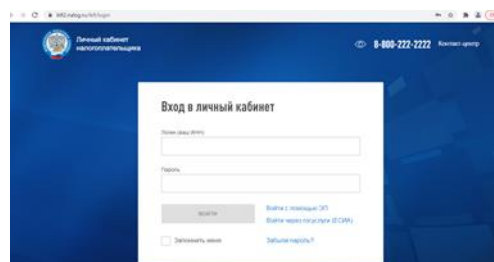 lkfl2.nalog.ru/lkfl/login
Личный кабинет
налогоплательщика
8-800-222-2222
Контакт-центр
Вход в личный кабинет
Логин (ваш ИНН)
Пароль
ВОЙТИ
Войти с помощью ЭП
Войти через госуслуги (ЕСИА)
Запомнить меня
Забыли пароль?